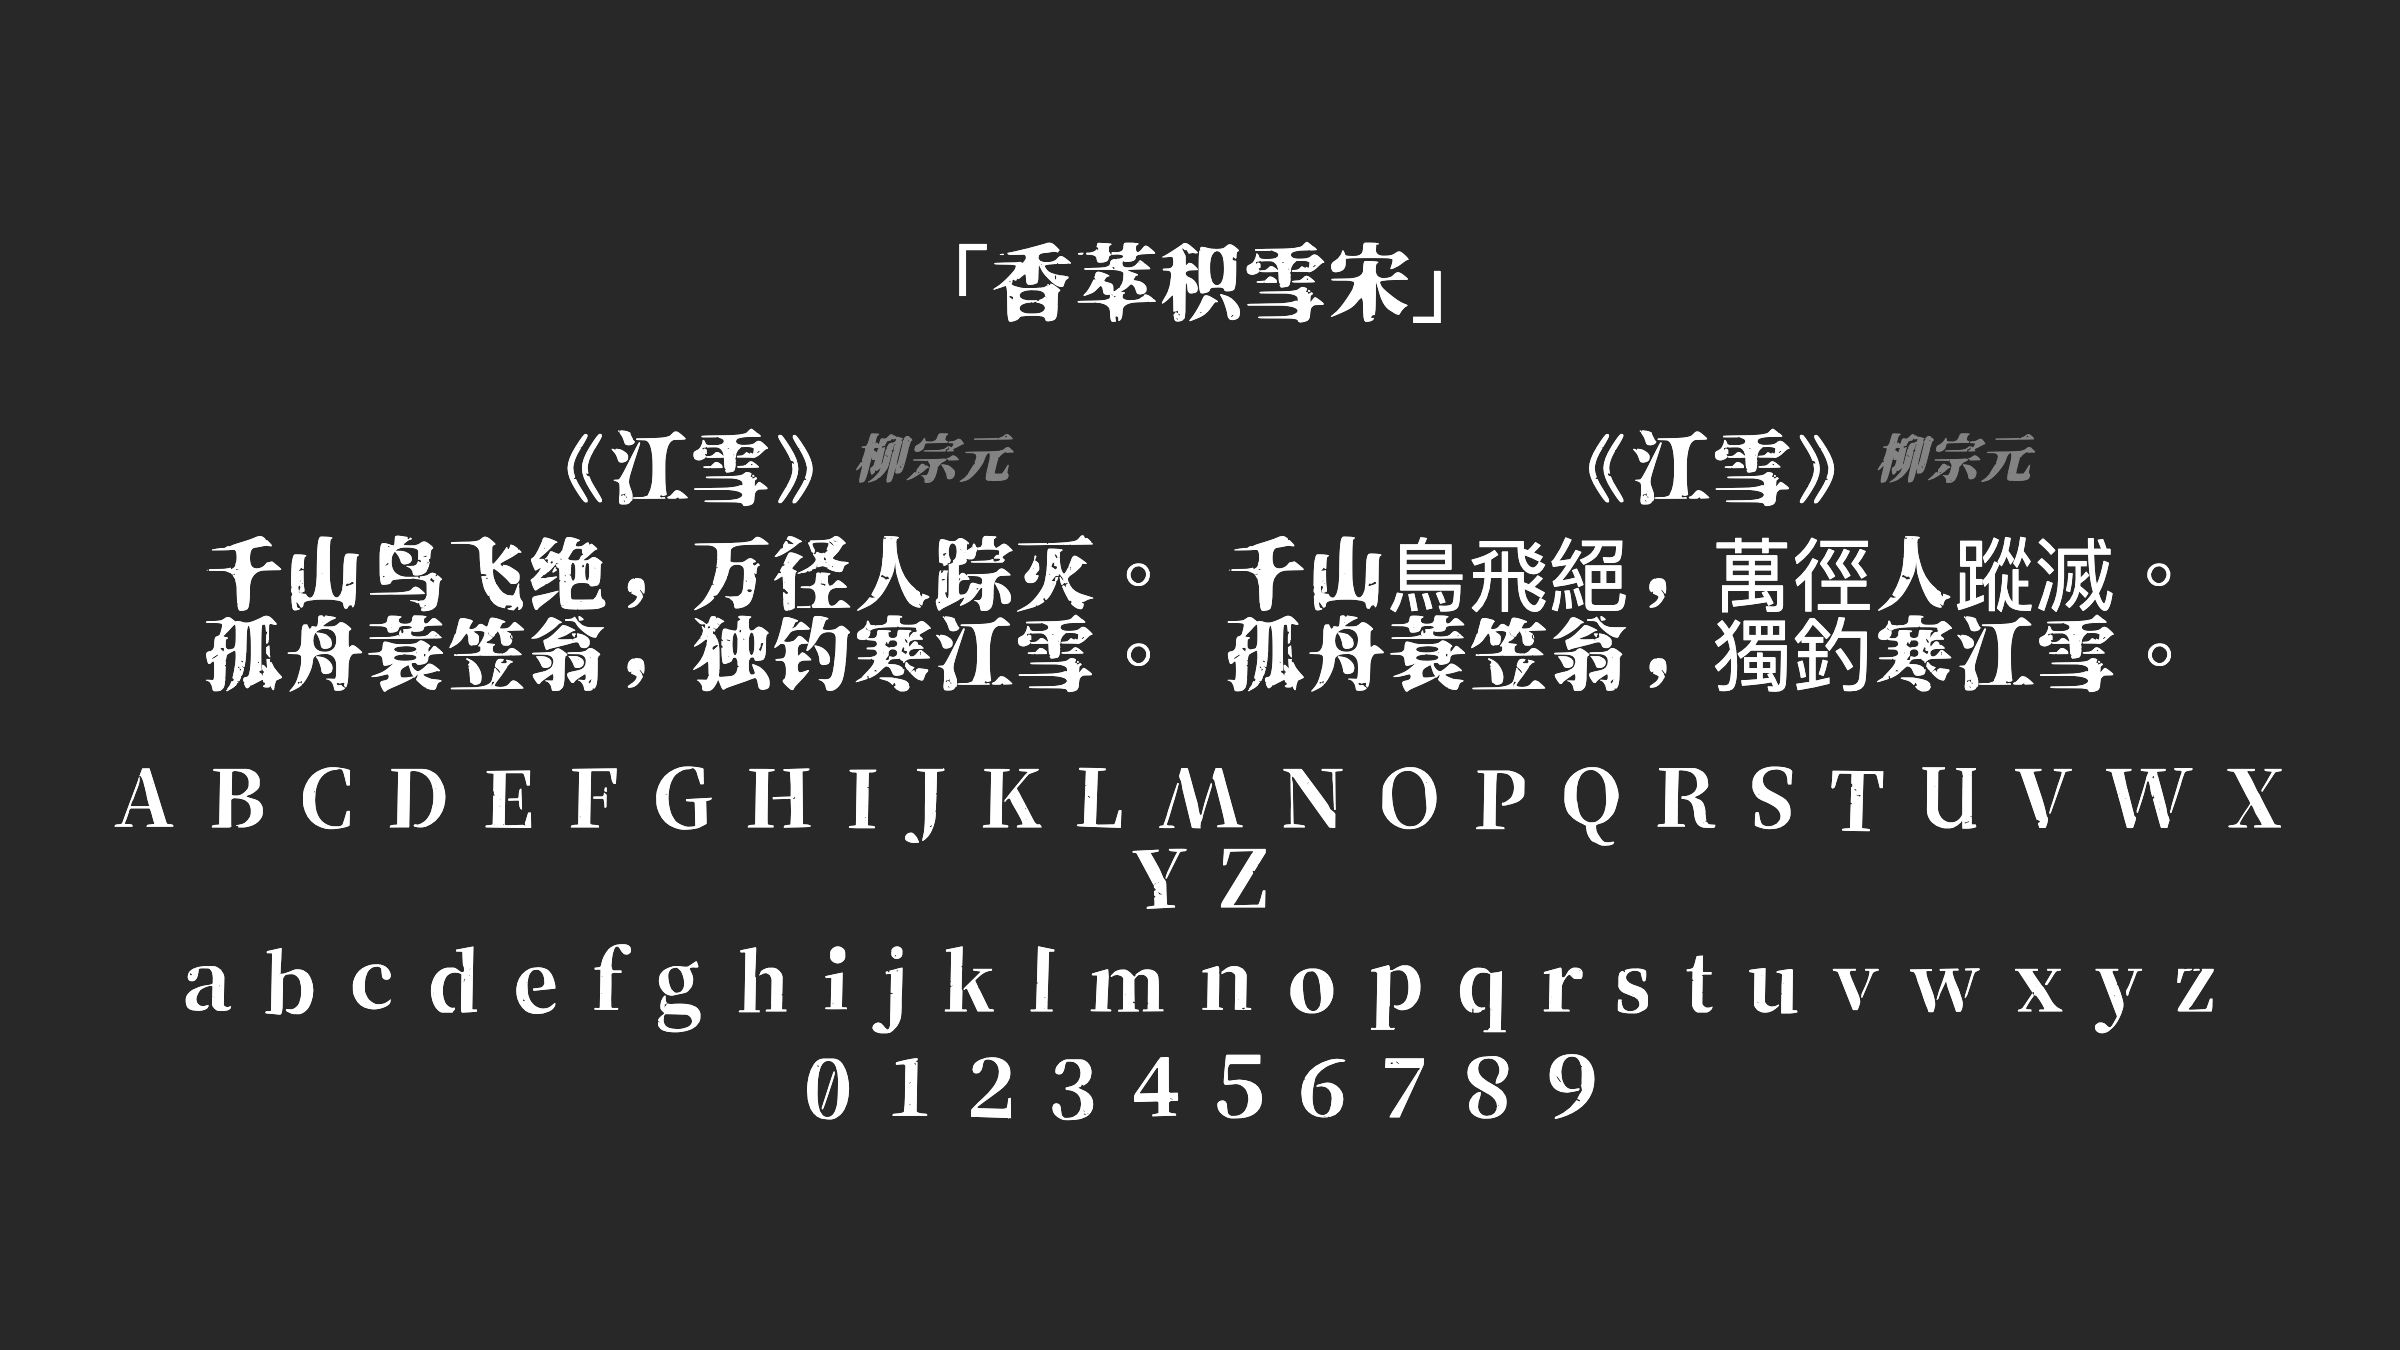 「香萃积雪宋」
《江雪》 柳宗元
千山鸟飞绝，万径人踪灭。
孤舟蓑笠翁，独钓寒江雪。
《江雪》 柳宗元
千山鳥飛絕，萬徑人蹤滅。
孤舟蓑笠翁，獨釣寒江雪。
A B C D E F G H I J K L M N O P Q R S T U V W X
Y Z
a b c d e f g h i j k l m n o p q r s t u v w x y z
0 1 2 3 4 5 6 7 8 9